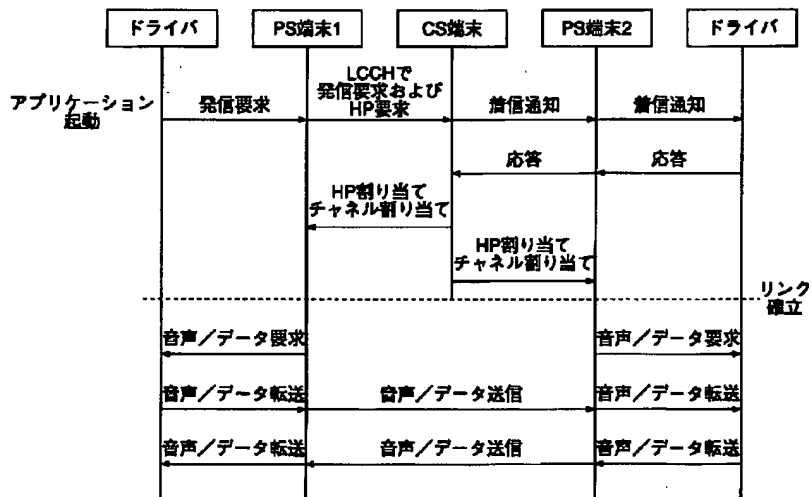 ドライバ
PS端末1
CS端末
PS端末2
ドライバ
アプリケーション
起動
発信要求
LCCHで
発信要求および
HP要求
着信通知
着信通知
応答
応答
HP割り当て
チャネル割り当て
HP割り当て
チャネル割り当て
リンク
確立
音声／データ要求
音声／データ要求
音声／データ転送
音声／データ送信
音声／データ転送
音声／データ転送
音声／データ送信
音声／データ転送